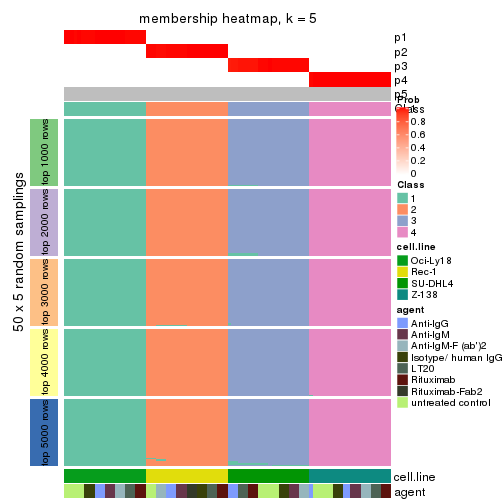 membership heatmap, k = 5
p1
p2
p3
p4
p5
Class
50 x 5 random samplings
top 1000 rows
top 2000 rows
top 3000 rows
top 4000 rows
top 5000 rows
cell.line
agent
Prob
1
0.8
0.6
0.4
0.2
0
Class
1
2
3
4
cell.line
Oci-Ly18
Rec-1
SU-DHL4
Z-138
agent
Anti-IgG
Anti-IgM
Anti-IgM-F (ab')2
Isotype/ human IgG
LT20
Rituximab
Rituximab-Fab2
untreated control